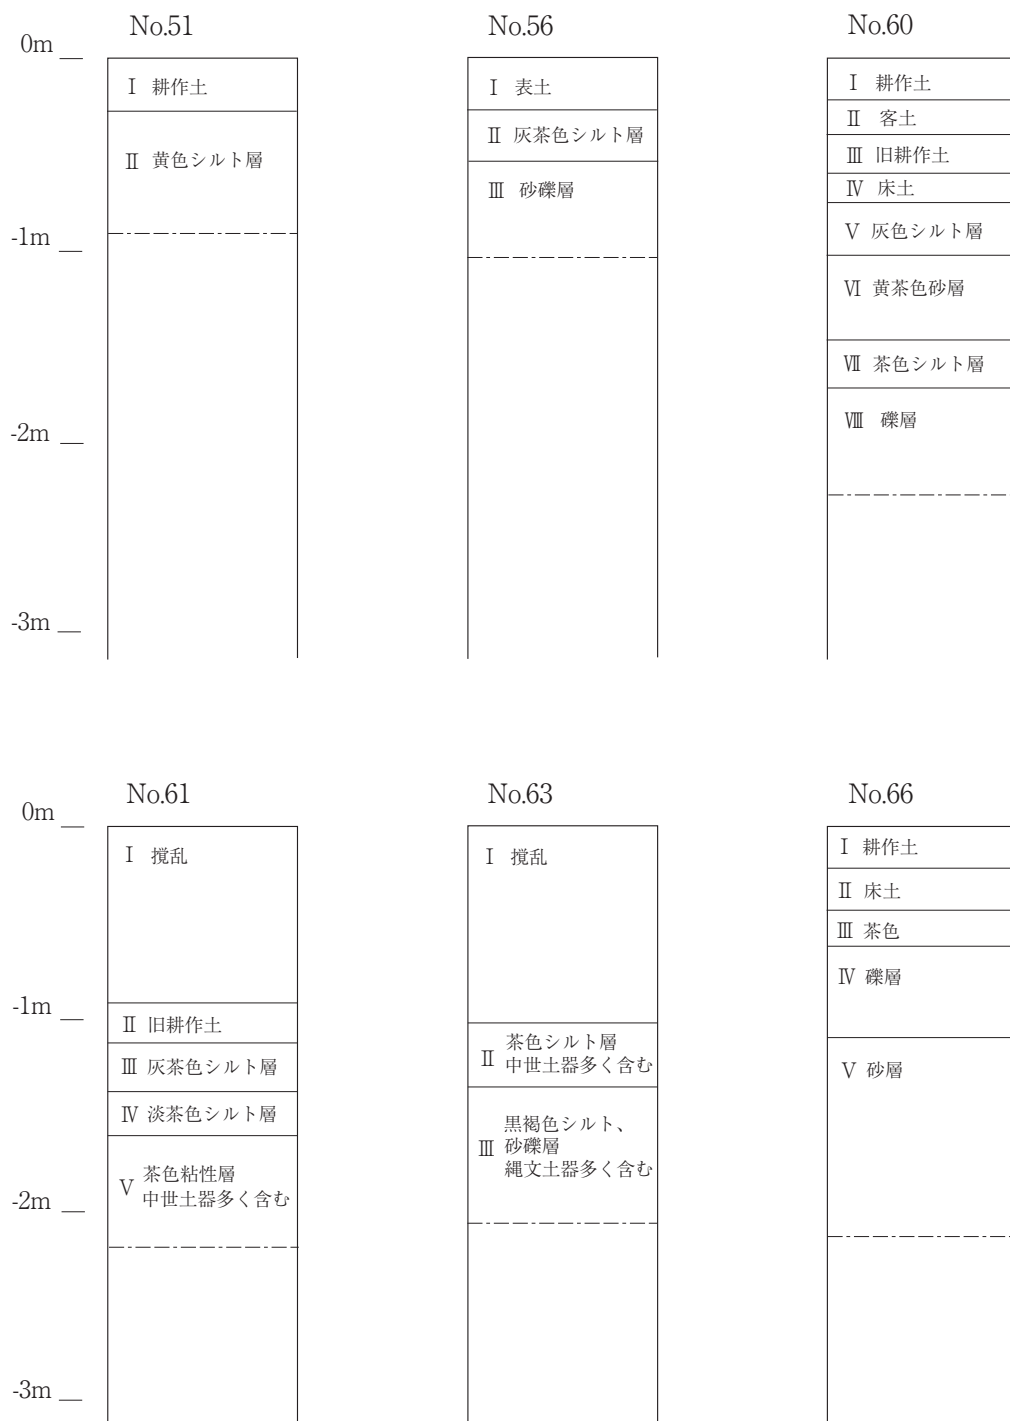 No.51
No.56
No.60
0m
-1m
-2m
-3m
Ⅰ 耕作土
Ⅱ 黄色シルト層
Ⅰ 表土
Ⅱ 灰茶色シルト層
Ⅲ 砂礫層
Ⅰ 耕作土
Ⅱ 客土
Ⅲ 旧耕作土
Ⅳ 床土
Ⅴ 灰色シルト層
Ⅵ 黄茶色砂層
Ⅶ 茶色シルト層
Ⅷ 礫層
No.61
No.63
No.66
0m
-1m
-2m
-3m
Ⅰ 撹乱
Ⅱ 旧耕作土
Ⅲ 灰茶色シルト層
Ⅳ 淡茶色シルト層
Ⅴ 茶色粘性層
中世土器多く含む
Ⅰ 撹乱
Ⅱ 茶色シルト層
中世土器多く含む
Ⅲ 黒褐色シルト、
砂礫層
縄文土器多く含む
Ⅰ 耕作土
Ⅱ 床土
Ⅲ 茶色
Ⅳ 礫層
Ⅴ 砂層